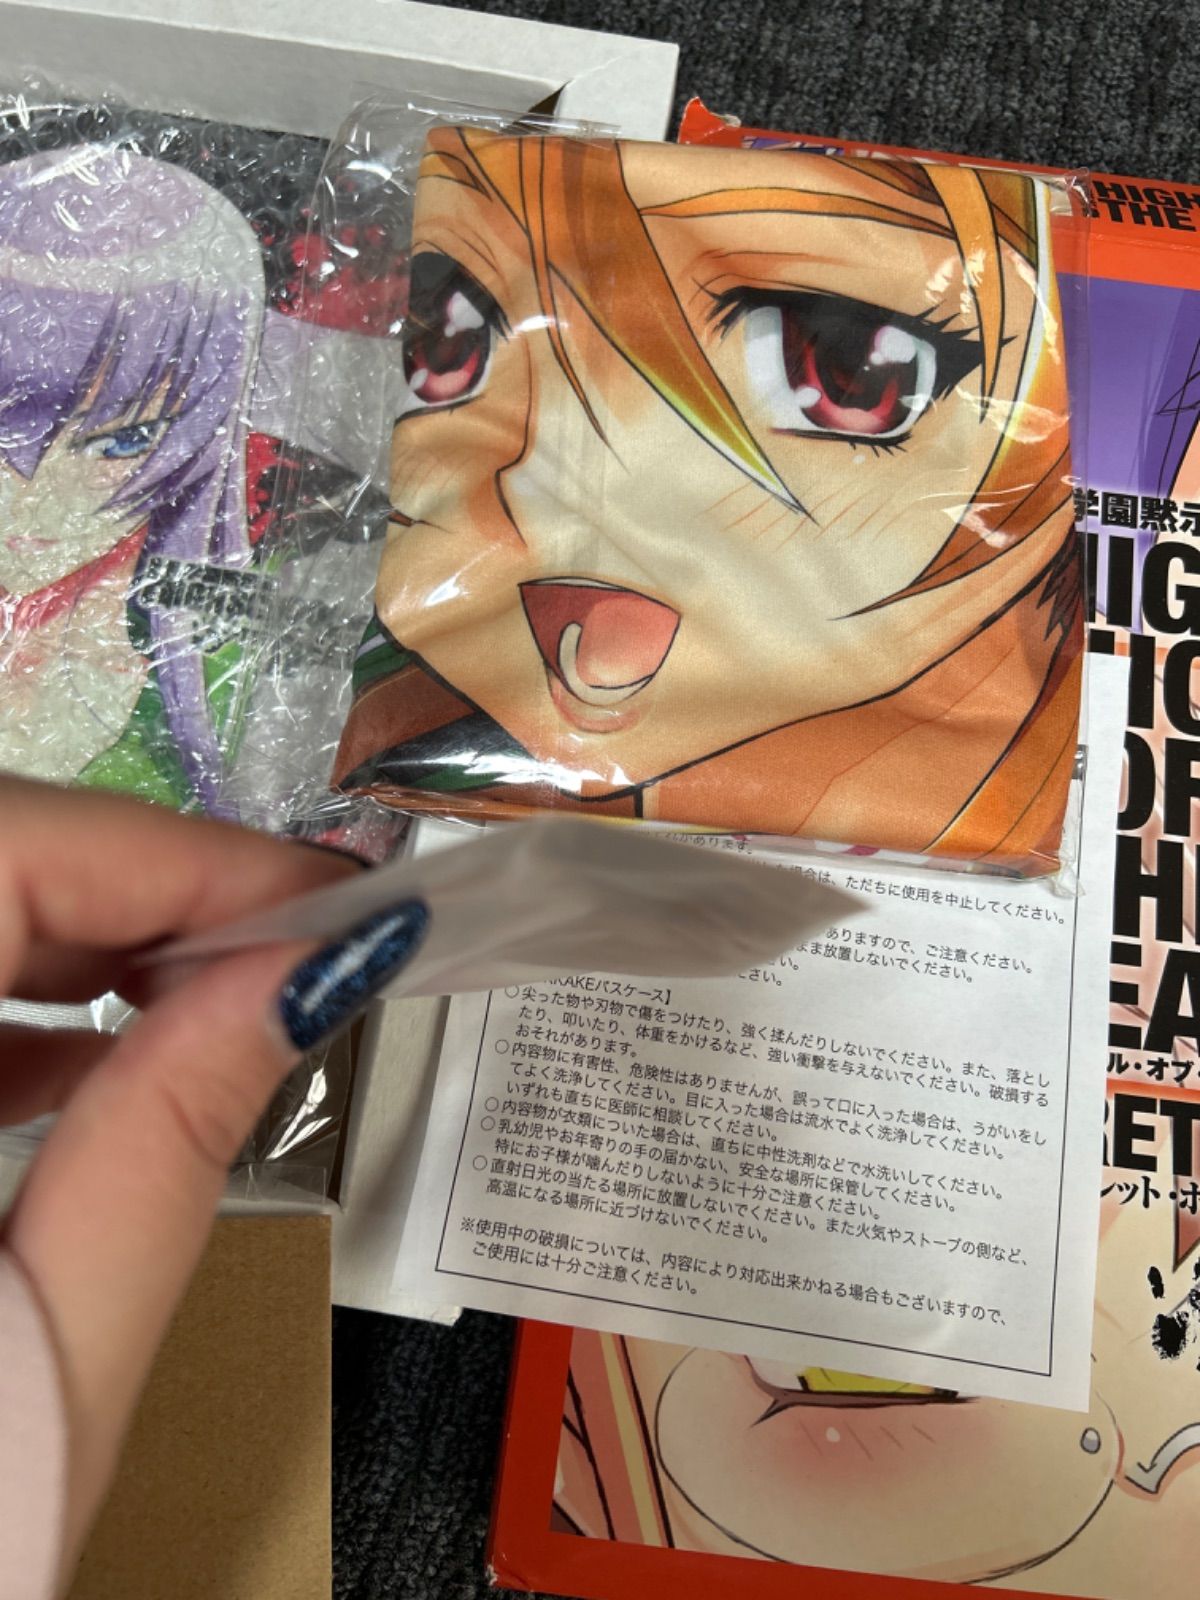 HIGH
THE
学園黙示
HIG
れがあります。
場合は、ただちに使用を中止してください。
ありますので、ご注意ください。
まま放置しないでください。
さい。
ださい。
KAKEパスケース】
○尖った物や刃物で傷をつけたり、強く揉んだりしないでください。また、落とし
たり、叩いたり、体重をかけるなど、強い衝撃を与えないでください。破損する
おそれがあります。
○内容物に有害性、危険性はありませんが、誤って口に入った場合は、うがいをし
てよく洗浄してください。目に入った場合は流水でよく洗浄してください。
いずれも直ちに医師に相談してください。
○内容物が衣類についた場合は、直ちに中性洗剤などで水洗いしてください。
○乳幼児やお年寄りの手の届かない、安全な場所に保管してください。
特にお子様が噛んだりしないように十分ご注意ください。
○直射日光の当たる場所に放置しないでください。また火気やストーブの側など、
高温になる場所に近づけないでください。
※使用中の破損については、内容により対応出来かねる場合もございますので、
ご使用には十分ご注意ください。
OF
HE
EA
ル・オブ・
RET
レット・ボ